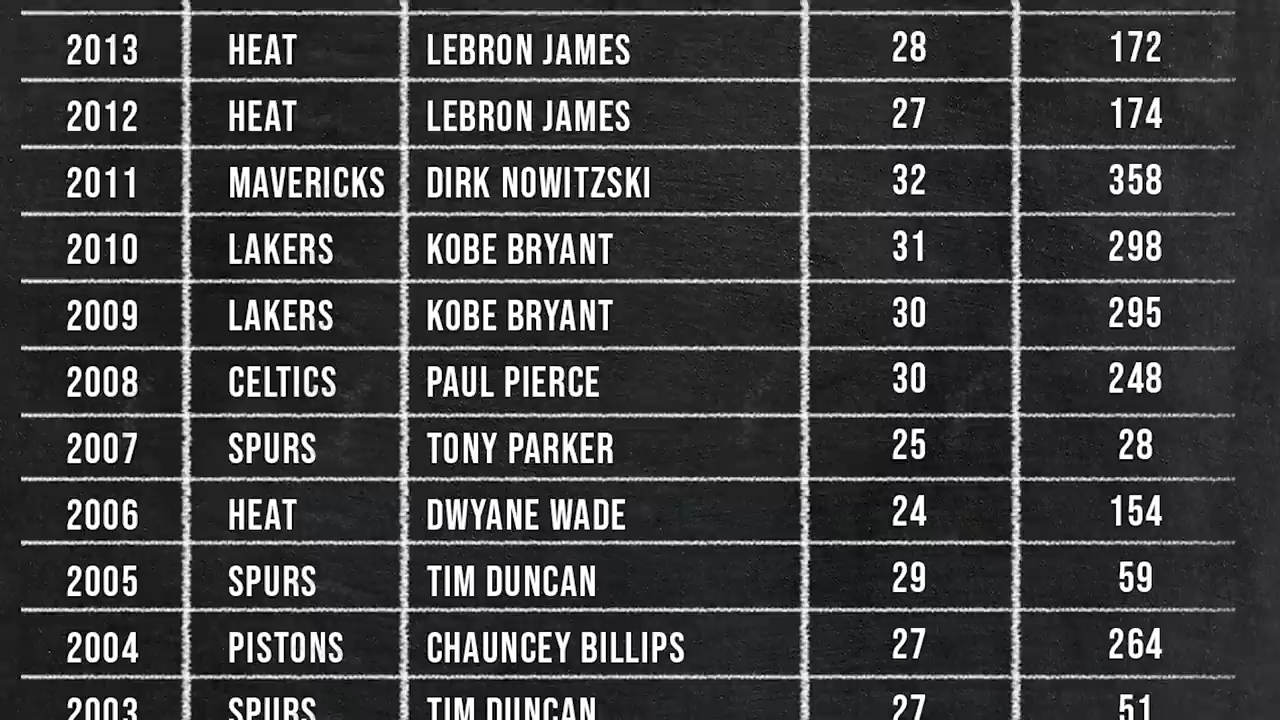 2013 HEAT LEBRON JAMES 28 172
2012 HEAT LEBRON JAMES 27 174
2011 MAVERICKS DIRK NOWITZSKI 32 358
2010 LAKERS KOBE BRYANT 31 298
2009 LAKERS KOBE BRYANT 30 295
2008 CELTICS PAUL PIERCE 30 248
2007 SPURS TONY PARKER 25 28
2006 HEAT DWYANE WADE 24 154
2005 SPURS TIM DUNCAN 29 59
2004 PISTONS CHAUNCEY BILLIPS 27 264
2003 SPURS TIM DUNCAN 27 51